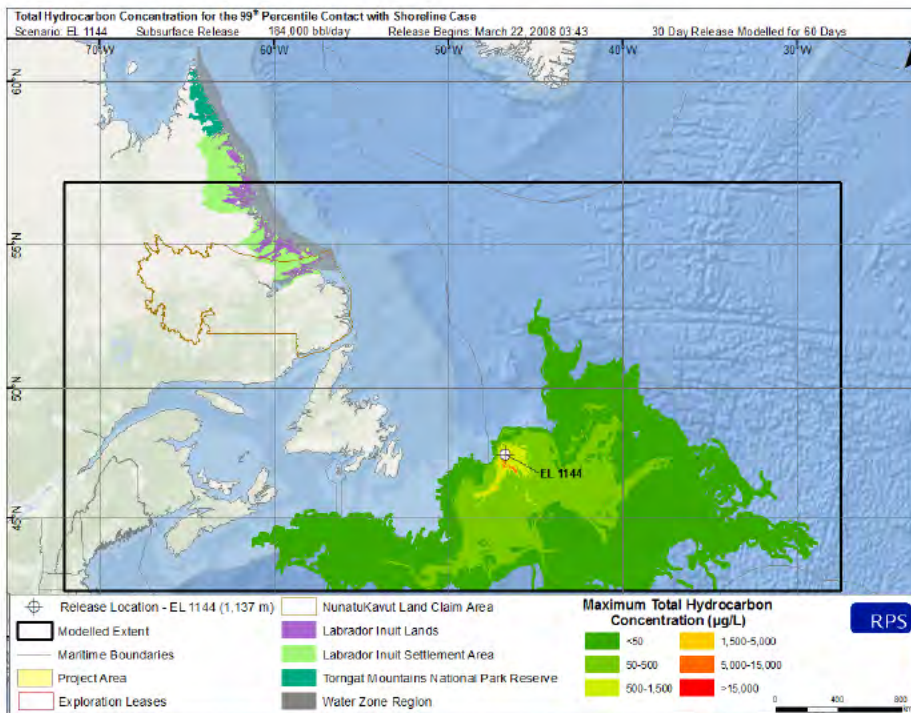 Total Hydrocarbon Concentration for the 99th Percentile Contact with Shoreline Case
Scenario: EL 1144 Subsurface Release 184,000 bbl/day Release Begins: March 22, 2008 03:43 30 Day Release Modelled for 60 Days
70°W 60°W 50°W 40°W 30°W
60°N
55°N
50°N
EL 1144
45°N
Release Location - EL 1144 (1,137 m)
Modelled Extent
Maritime Boundaries
Project Area
Exploration Leases
NunatuKavut Land Claim Area
Labrador Inuit Lands
Labrador Inuit Settlement Area
Torngat Mountains National Park Reserve
Water Zone Region
Maximum Total Hydrocarbon
Concentration (µg/L)
<50
50-500
500-1,500
1,500-5,000
5,000-15,000
>15,000
RPS
0 400 800
km